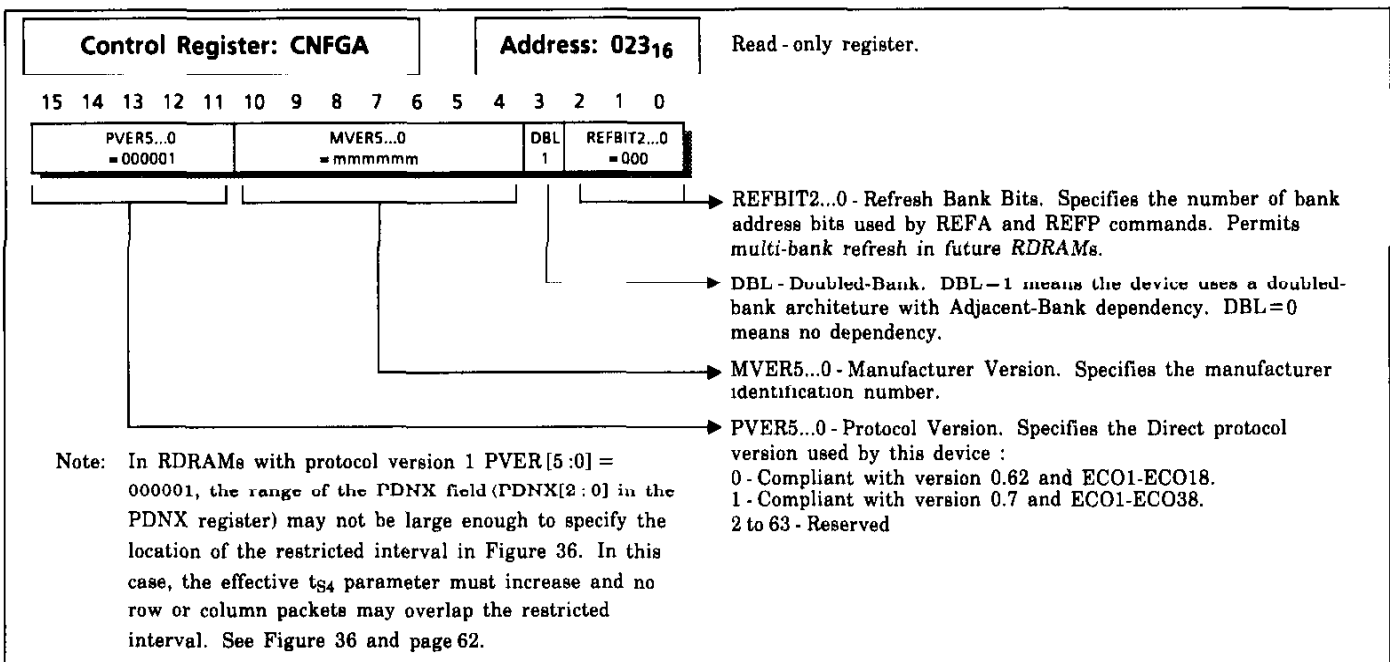 Control Register: CNFGA
Address: 023₁₆
Read-only register.
15 14 13 12 11 10 9 8 7 6 5 4 3 2 1 0
PVER5...0
=000001
MVER5...0
=mmmmmm
DBL
1
REFBIT2...0
=000
REFBIT2...0 - Refresh Bank Bits. Specifies the number of bank
address bits used by REFA and REFP commands. Permits
multi-bank refresh in future RDRAMs.
DBL - Doubled-Bank. DBL=1 means the device uses a doubled-
bank architeture with Adjacent-Bank dependency. DBL=0
means no dependency.
MVER5...0 - Manufacturer Version. Specifies the manufacturer
identification number.
PVER5...0 - Protocol Version. Specifies the Direct protocol
version used by this device :
0 - Compliant with version 0.62 and ECO1-ECO18.
1 - Compliant with version 0.7 and ECO1-ECO38.
2 to 63 - Reserved
Note: In RDRAMs with protocol version 1 PVER[5:0] =
000001, the range of the PDNX field (PDNX[2:0] in the
PDNX register) may not be large enough to specify the
location of the restricted interval in Figure 36. In this
case, the effective tS4 parameter must increase and no
row or column packets may overlap the restricted
interval. See Figure 36 and page 62.